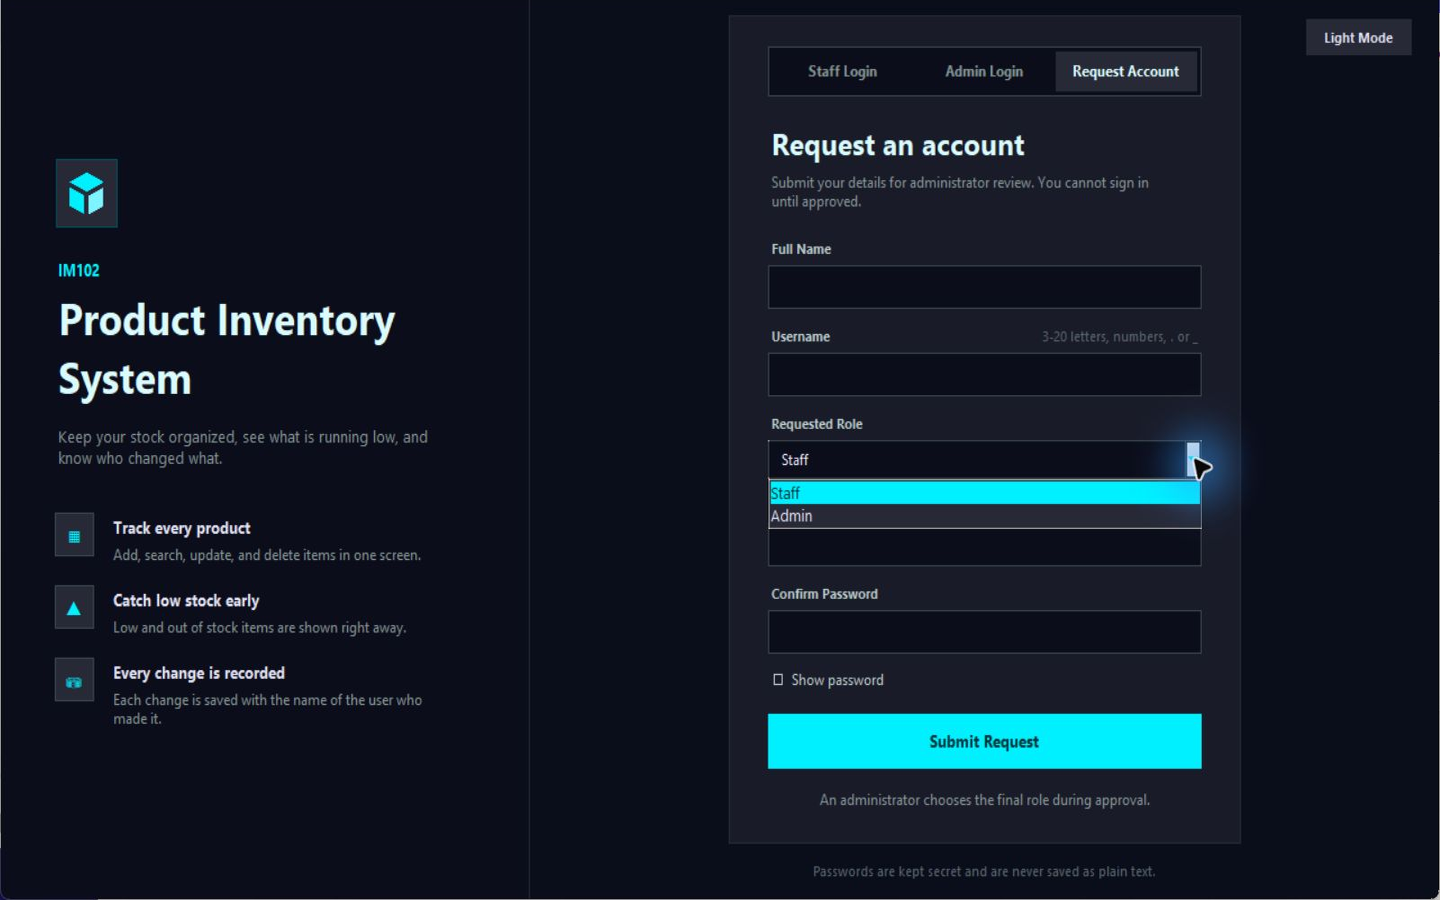 Light Mode
Staff Login
Admin Login
Request Account
IM102
Product Inventory
System
Keep your stock organized, see what is running low, and
know who changed what.
Track every product
Add, search, update, and delete items in one screen.
Catch low stock early
Low and out of stock items are shown right away.
Every change is recorded
Each change is saved with the name of the user who
made it.
Request an account
Submit your details for administrator review. You cannot sign in
until approved.
Full Name
Username
3-20 letters, numbers, . or _
Requested Role
Staff
Staff
Admin
Confirm Password
Show password
Submit Request
An administrator chooses the final role during approval.
Passwords are kept secret and are never saved as plain text.